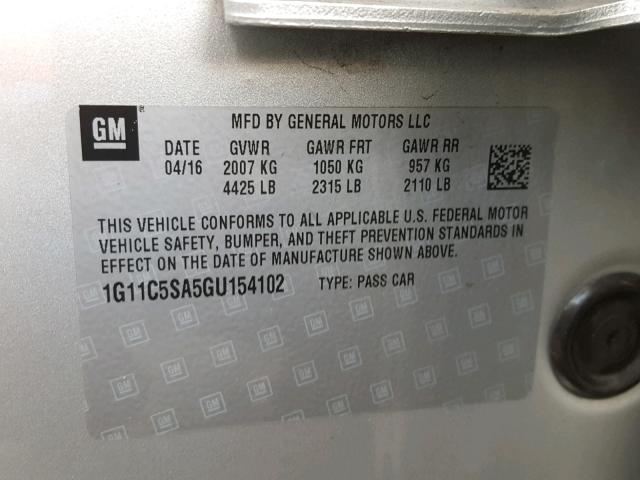 GM
MFD BY GENERAL MOTORS LLC
DATE GVWR GAWR FRT GAWR RR
04/16 2007 KG 1050 KG 957 KG
4425 LB 2315 LB 2110 LB
THIS VEHICLE CONFORMS TO ALL APPLICABLE U.S. FEDERAL MOTOR
VEHICLE SAFETY, BUMPER, AND THEFT PREVENTION STANDARDS IN
EFFECT ON THE DATE OF MANUFACTURE SHOWN ABOVE.
1G11C5SA5GU154102 TYPE: PASS CAR